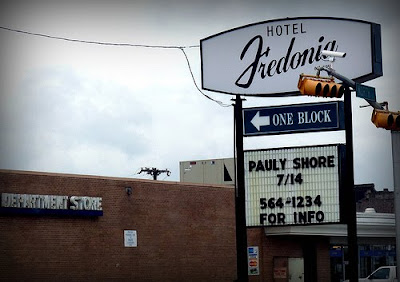 HOTEL
Fredonia
ONE BLOCK
PAULY SHORE
7/14
564-1234
FOR INFO
DEPARTMENT STORE